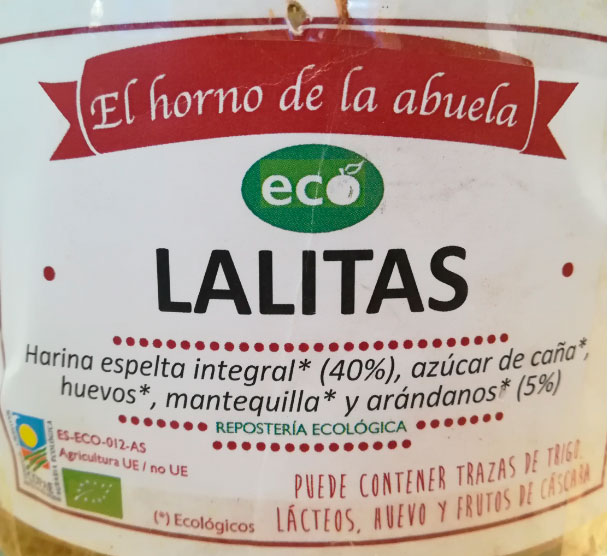 El horno de la abuela
eco
LALITAS
Harina espelta integral* (40%), azúcar de caña*,
huevos*, mantequilla* y arándanos* (5%)
REPOSTERÍA ECOLÓGICA
ES-ECO-012-AS
Agricultura UE / no UE
(*) Ecológicos
PUEDE CONTENER TRAZAS DE TRIGO,
LÁCTEOS, HUEVO Y FRUTOS DE CÁSCARA